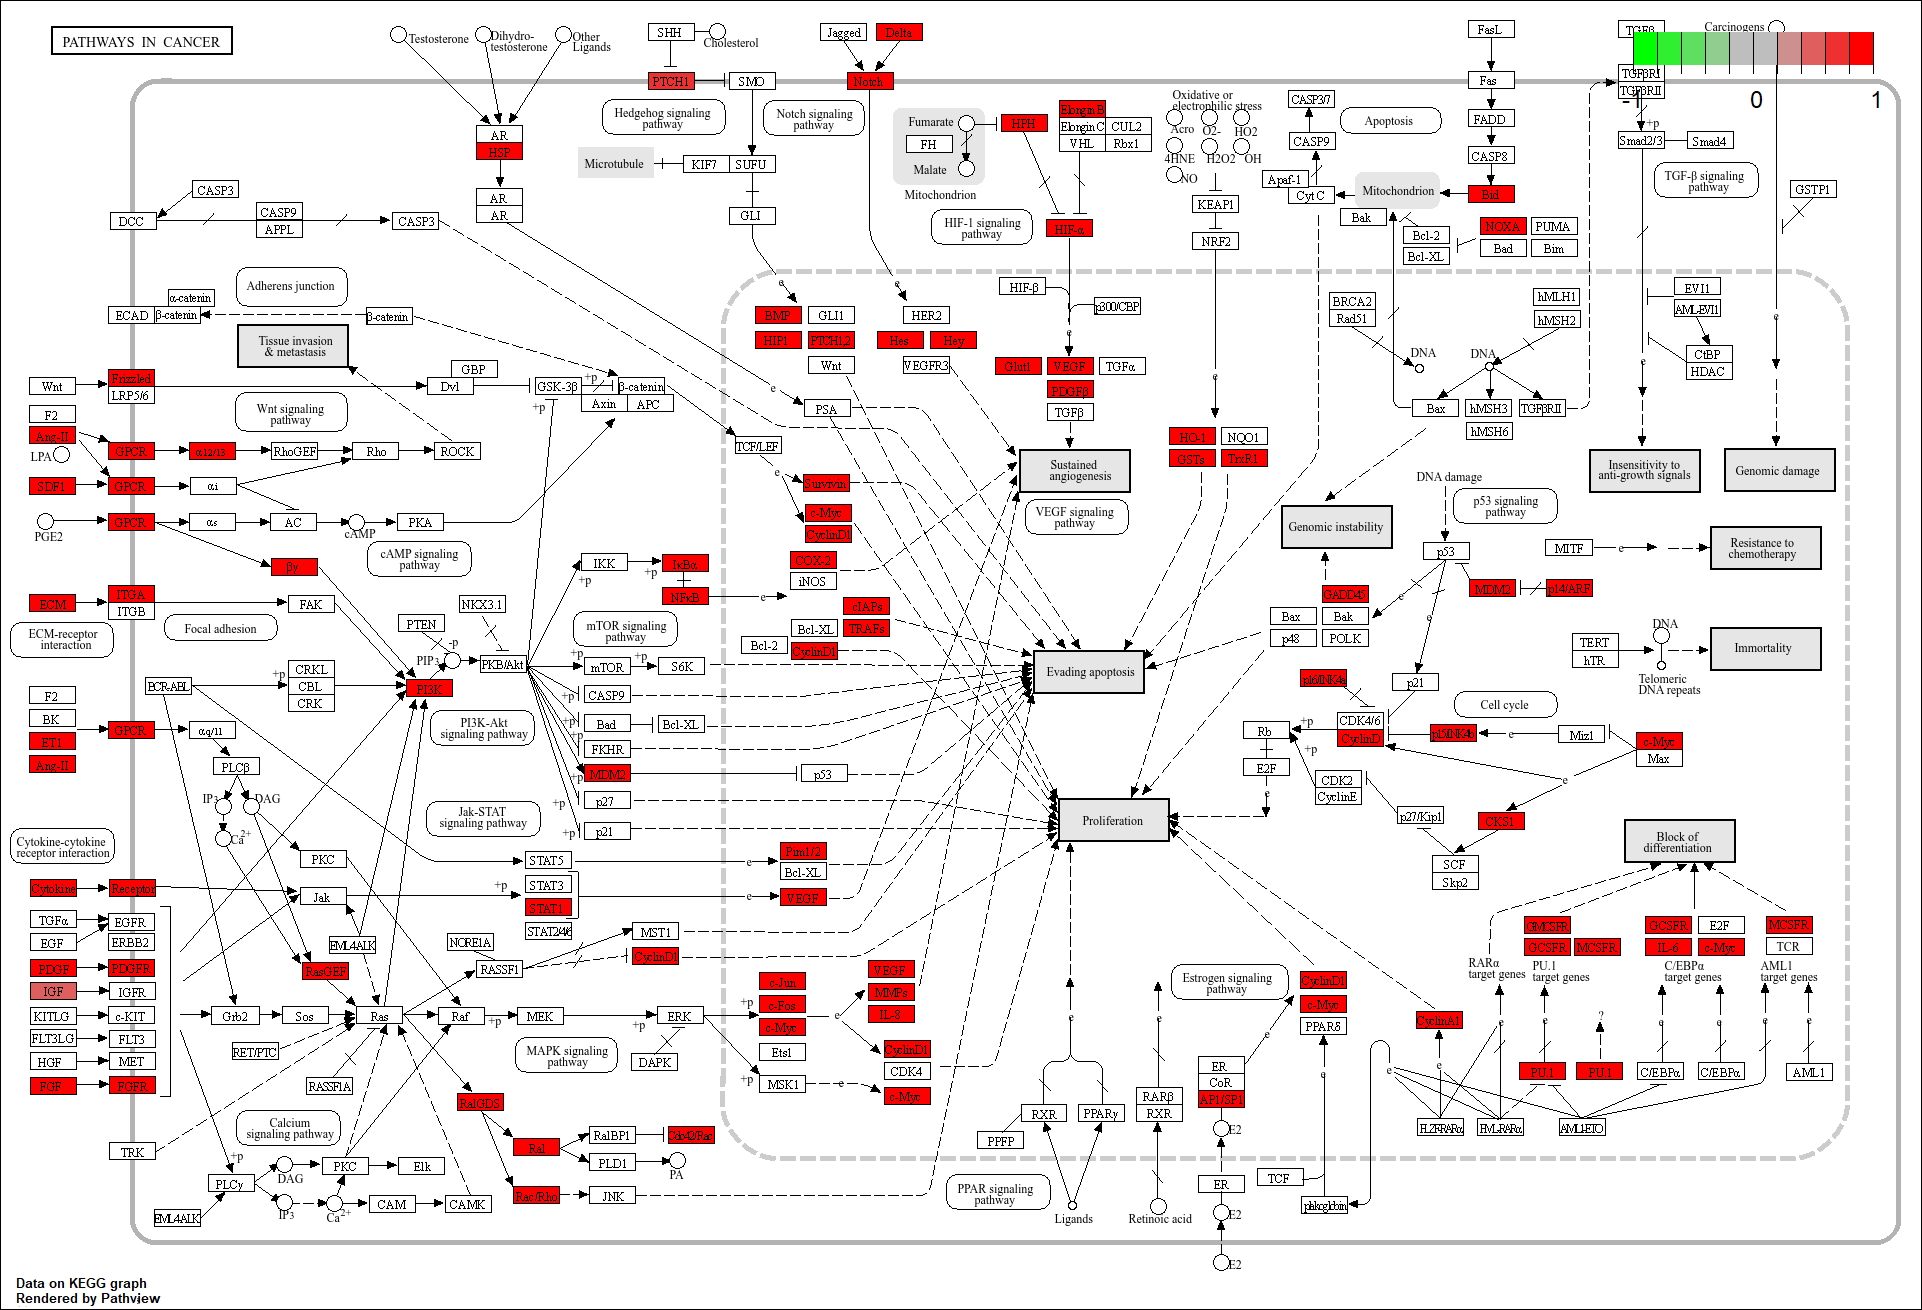 PATHWAYS IN CANCER
Testosterone
Dihydro-
testosterone
Other
Ligands
SHH
Cholesterol
Jagged
Delta
FasL
TGFβ
Carcinogens
-1
0
1
PTCH1
SMO
Notch
Fas
TGFβRI
TGFβRII
Hedgehog signaling
pathway
Notch signaling
pathway
AR
HSP
AR
AR
Microtubule
KIF7
SUFU
GLI
Fumarate
FH
Malate
Mitochondrion
HPH
Elongin B
Elongin C
CUL2
VHL
Rbx1
HIF-1 signaling
pathway
HIF-α
Oxidative or
electrophilic stress
Acro
O2-
HO2
4HNE
H2O2
OH
NO
KEAP1
NRF2
CASP3/7
CASP9
Apaf-1
Cyt C
Apoptosis
Mitochondrion
FADD
CASP8
Bid
Bak
Bcl-2
Bcl-XL
NOXA
PUMA
Bad
Bim
+p
Smad2/3
Smad4
TGF-β signaling
pathway
GSTP1
CASP3
DCC
CASP9
APPL
CASP3
Adherens junction
α-catenin
ECAD
β-catenin
β-catenin
Tissue invasion
& metastasis
e
BMP
GLI1
HIP1
PTCH1,2
Wnt
e
HER2
Hes
Hey
VEGFR3
HIF-β
p300/CBP
e
Glut1
VEGF
TGFα
PDGFβ
TGFβ
BRCA2
Rad51
hMLH1
hMSH2
DNA
DNA
Bax
hMSH3
TGFβRII
hMSH6
EVI1
AML-EVI1
CtBP
HDAC
e
e
Wnt
Frizzled
LRP5/6
F2
Ang-II
LPA
Wnt signaling
pathway
GPCR
α12/13
RhoGEF
Rho
ROCK
Dvl
GBP
GSK-3β
+p
β-catenin
Axin
APC
+p
TCF/LEF
e
PSA
e
e
HO-1
NQO1
GSTs
TrxR1
Sustained
angiogenesis
VEGF signaling
pathway
Insensitivity to
anti-growth signals
Genomic damage
SDF1
GPCR
αi
PGE2
GPCR
αs
AC
cAMP
PKA
cAMP signaling
pathway
βγ
Survivin
c-Myc
CyclinD1
COX-2
iNOS
IKK
+p
+p
IκBα
NFκB
e
Genomic instability
DNA damage
p53 signaling
pathway
p53
MITF
e
Resistance to
chemotherapy
ECM
ITGA
ITGB
FAK
Focal adhesion
ECM-receptor
interaction
NKX3.1
PTEN
-p
PIP3
PKB/Akt
mTOR signaling
pathway
cIAPs
Bcl-XL
TRAFs
Bcl-2
CyclinD1
Evading apoptosis
GADD45
Bax
Bak
p48
POLK
MDM2
p14/ARF
e
e
p21
TERT
hTR
DNA
Telomeric
DNA repeats
Immortality
F2
BK
ET1
Ang-II
GPCR
BCR-ABL
+p
CRKL
CBL
CRK
PI3K
PI3K-Akt
signaling pathway
αq/11
PLCβ
IP3
DAG
Ca2+
+p
mTOR
+p
S6K
+p
CASP9
+p
Bad
Bcl-XL
+p
FKHR
+p
MDM2
p53
+p
p27
+p
p21
Jak-STAT
signaling pathway
p16/INK4a
CDK4/6
CyclinD
p15/INK4b
e
Miz1
c-Myc
Max
Cell cycle
Rb
+p
+p
E2F
e
CDK2
CyclinE
p27/Kip1
e
CKS1
SCF
Skp2
Proliferation
Block of
differentiation
Cytokine-cytokine
receptor interaction
Cytokine
Receptor
PKC
Jak
+p
STAT5
STAT3
STAT1
STAT2/4/6
e
Pim1/2
Bcl-XL
e
VEGF
TGFα
EGFR
EGF
ERBB2
PDGF
PDGFR
IGF
IGFR
KITLG
c-KIT
FLT3LG
FLT3
HGF
MET
FGF
FGFR
EML4ALK
RasGEF
NORE1A
RASSF1
MST1
CyclinD1
Grb2
Sos
Ras
Raf
+p
MEK
+p
ERK
DAPK
RET/PTC
RASSF1A
MAPK signaling
pathway
+p
+p
c-Jun
c-Fos
c-Myc
Ets1
MSK1
e
e
VEGF
MMPs
IL-8
CyclinD1
CDK4
c-Myc
Estrogen signaling
pathway
CyclinD1
c-Myc
PPARδ
e
e
e
e
RARα
target genes
GMCSFR
GCSFR
MCSFR
PU.1
target genes
GCSFR
E2F
IL-6
c-Myc
C/EBPα
target genes
MCSFR
TCR
AML1
target genes
CyclinA1
?
PU.1
PU.1
C/EBPα
C/EBPα
AML1
e
e
e
e
e
e
e
ER
CoR
AP1/SP1
E2
RXR
PPARγ
PPFP
RARβ
RXR
PLZF-RARα
PML-RARα
AML1-ETO
RalGDS
Ral
RalBP1
Cdc42/Rac
PLD1
PA
Rac/Rho
JNK
TRK
Calcium
signaling pathway
+p
PLCγ
DAG
PKC
Elk
IP3
Ca2+
CAM
CAMK
EML4ALK
PPAR signaling
pathway
Ligands
Retinoic acid
ER
E2
E2
TCF
plakoglobin
Data on KEGG graph
Rendered by Pathview